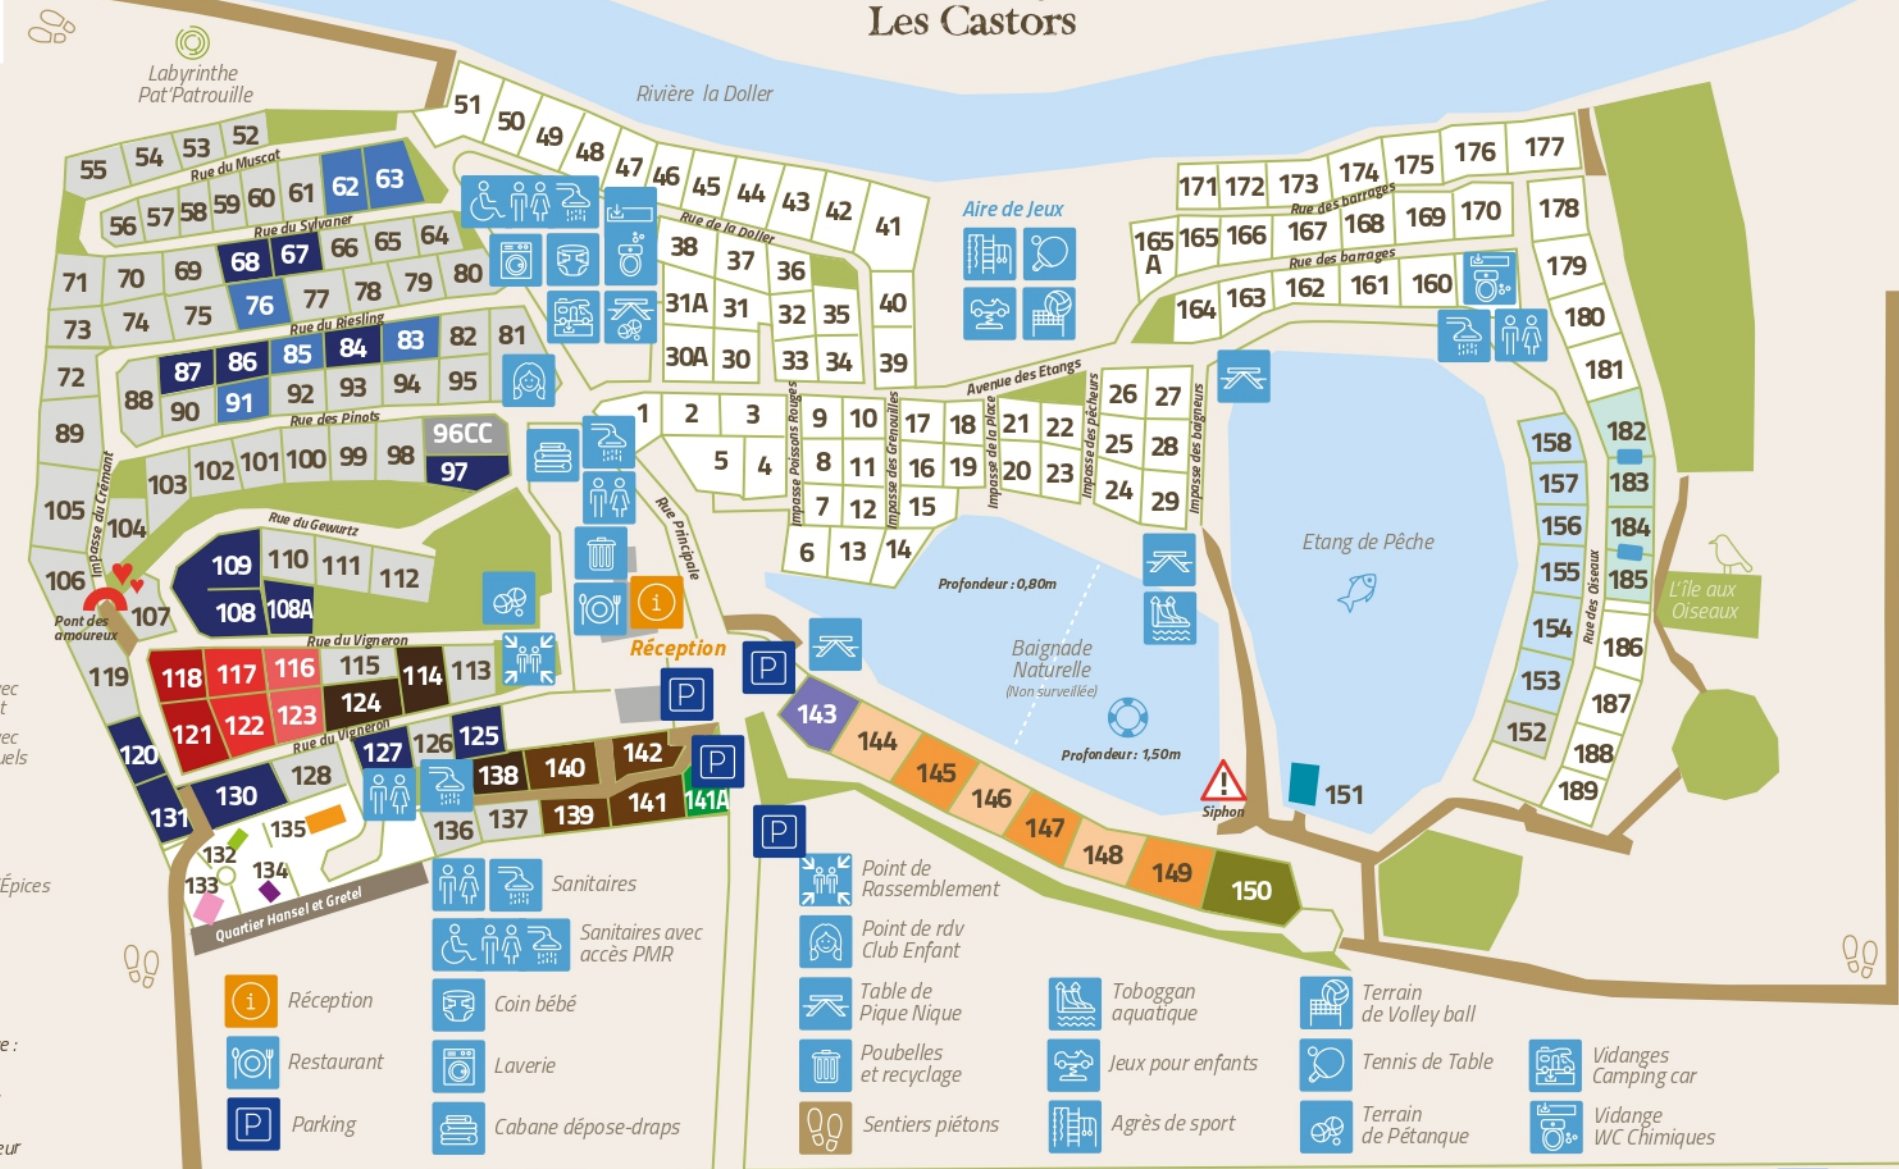 Les Castors
Labyrinthe
Pat'Patrouille
Rivière la Doller
51 50 49 48 47 46 45 44 43 42 41
55 54 53 52
Rue du Muscat
56 57 58 59 60 61 62 63
Rue du Sylvaner
71 70 69 68 67 66 65 64
73 74 75 76 77 78 79 80
Rue du Riesling
72 87 86 85 84 83 82 81
88 90 91 92 93 94 95
Rue des Pinots
89 103 102 101 100 99 98 96CC
97
Impasse du Crémant
105 104
Rue du Gewurtz
109 110 111 112
106 107 108 108A
Pont des
amoureux
Rue du Vigneron
119 118 117 116 115 114 113
121 122 123 124
Rue du Vigneron
120 127 126 125
131 130 128 138 140 142
136 137 139 141 141A
135
132
133 134
Quartier Hansel et Gretel
Rue de la Doller
38 37 36
31A 31 32 35 40
30A 30 33 34 39
Aire de Jeux
Avenue des Etangs
1 2 3
5 4
Impasse Poissons Rouges
9 10
8 11
7 12
6 13 14
Impasse des Grenouilles
17 18
16 19
15
Impasse de la place
21 22
20 23
Impasse des pêcheurs
26 27
25 28
24 29
Impasse des baigneurs
Rue Principale
i
Réception
P
P
P
P
171 172 173 174 175 176 177
Rue des barrages
165
A
165 166 167 168 169 170
Rue des barrages
164 163 162 161 160
178
179
180
181
182
183
184
185
186
187
188
189
158
157
156
155
154
153
152
Rue des Oiseaux
L'île aux
Oiseaux
Etang de Pêche
Profondeur : 0,80m
Baignade
Naturelle
(Non surveillée)
Profondeur : 1,50m
!
Siphon
151
143 144 145 146 147 148 149 150
vec
t
vec
uels
Épices
e :
eur
i
Réception
Restaurant
P
Parking
Sanitaires
Sanitaires avec
accès PMR
Coin bébé
Laverie
Cabane dépose-draps
Point de
Rassemblement
Point de rdv
Club Enfant
Table de
Pique Nique
Poubelles
et recyclage
Sentiers piétons
Toboggan
aquatique
Jeux pour enfants
Agrès de sport
Terrain
de Volley ball
Tennis de Table
Terrain
de Pétanque
Vidanges
Camping car
Vidange
WC Chimiques